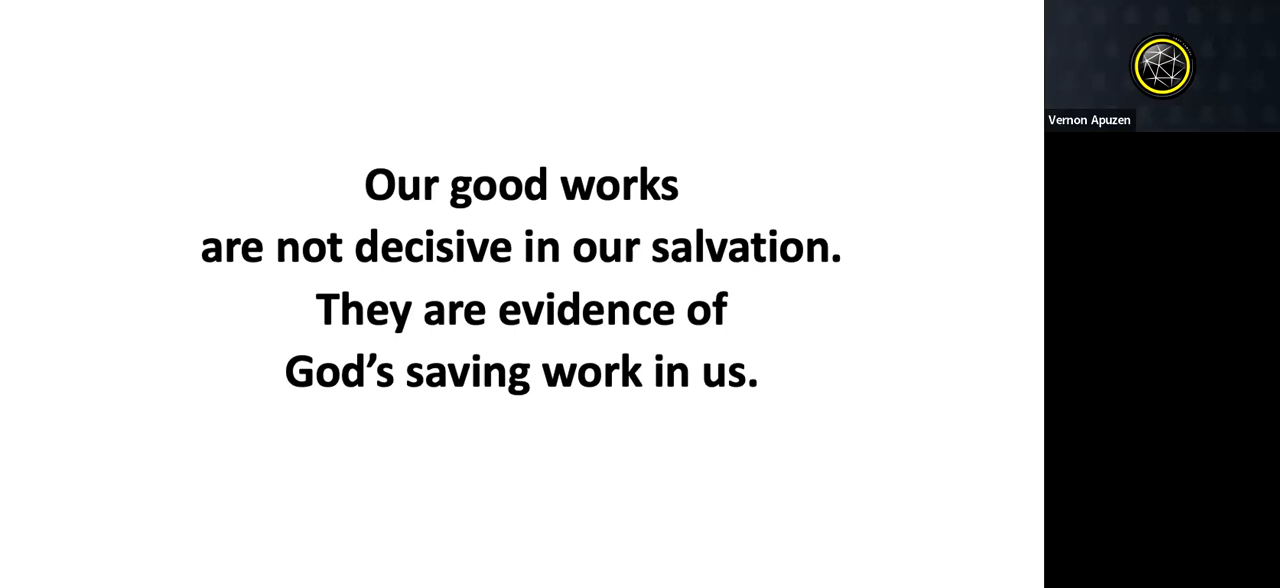 Our good works
are not decisive in our salvation.
They are evidence of
God’s saving work in us.
Vernon Apuzen